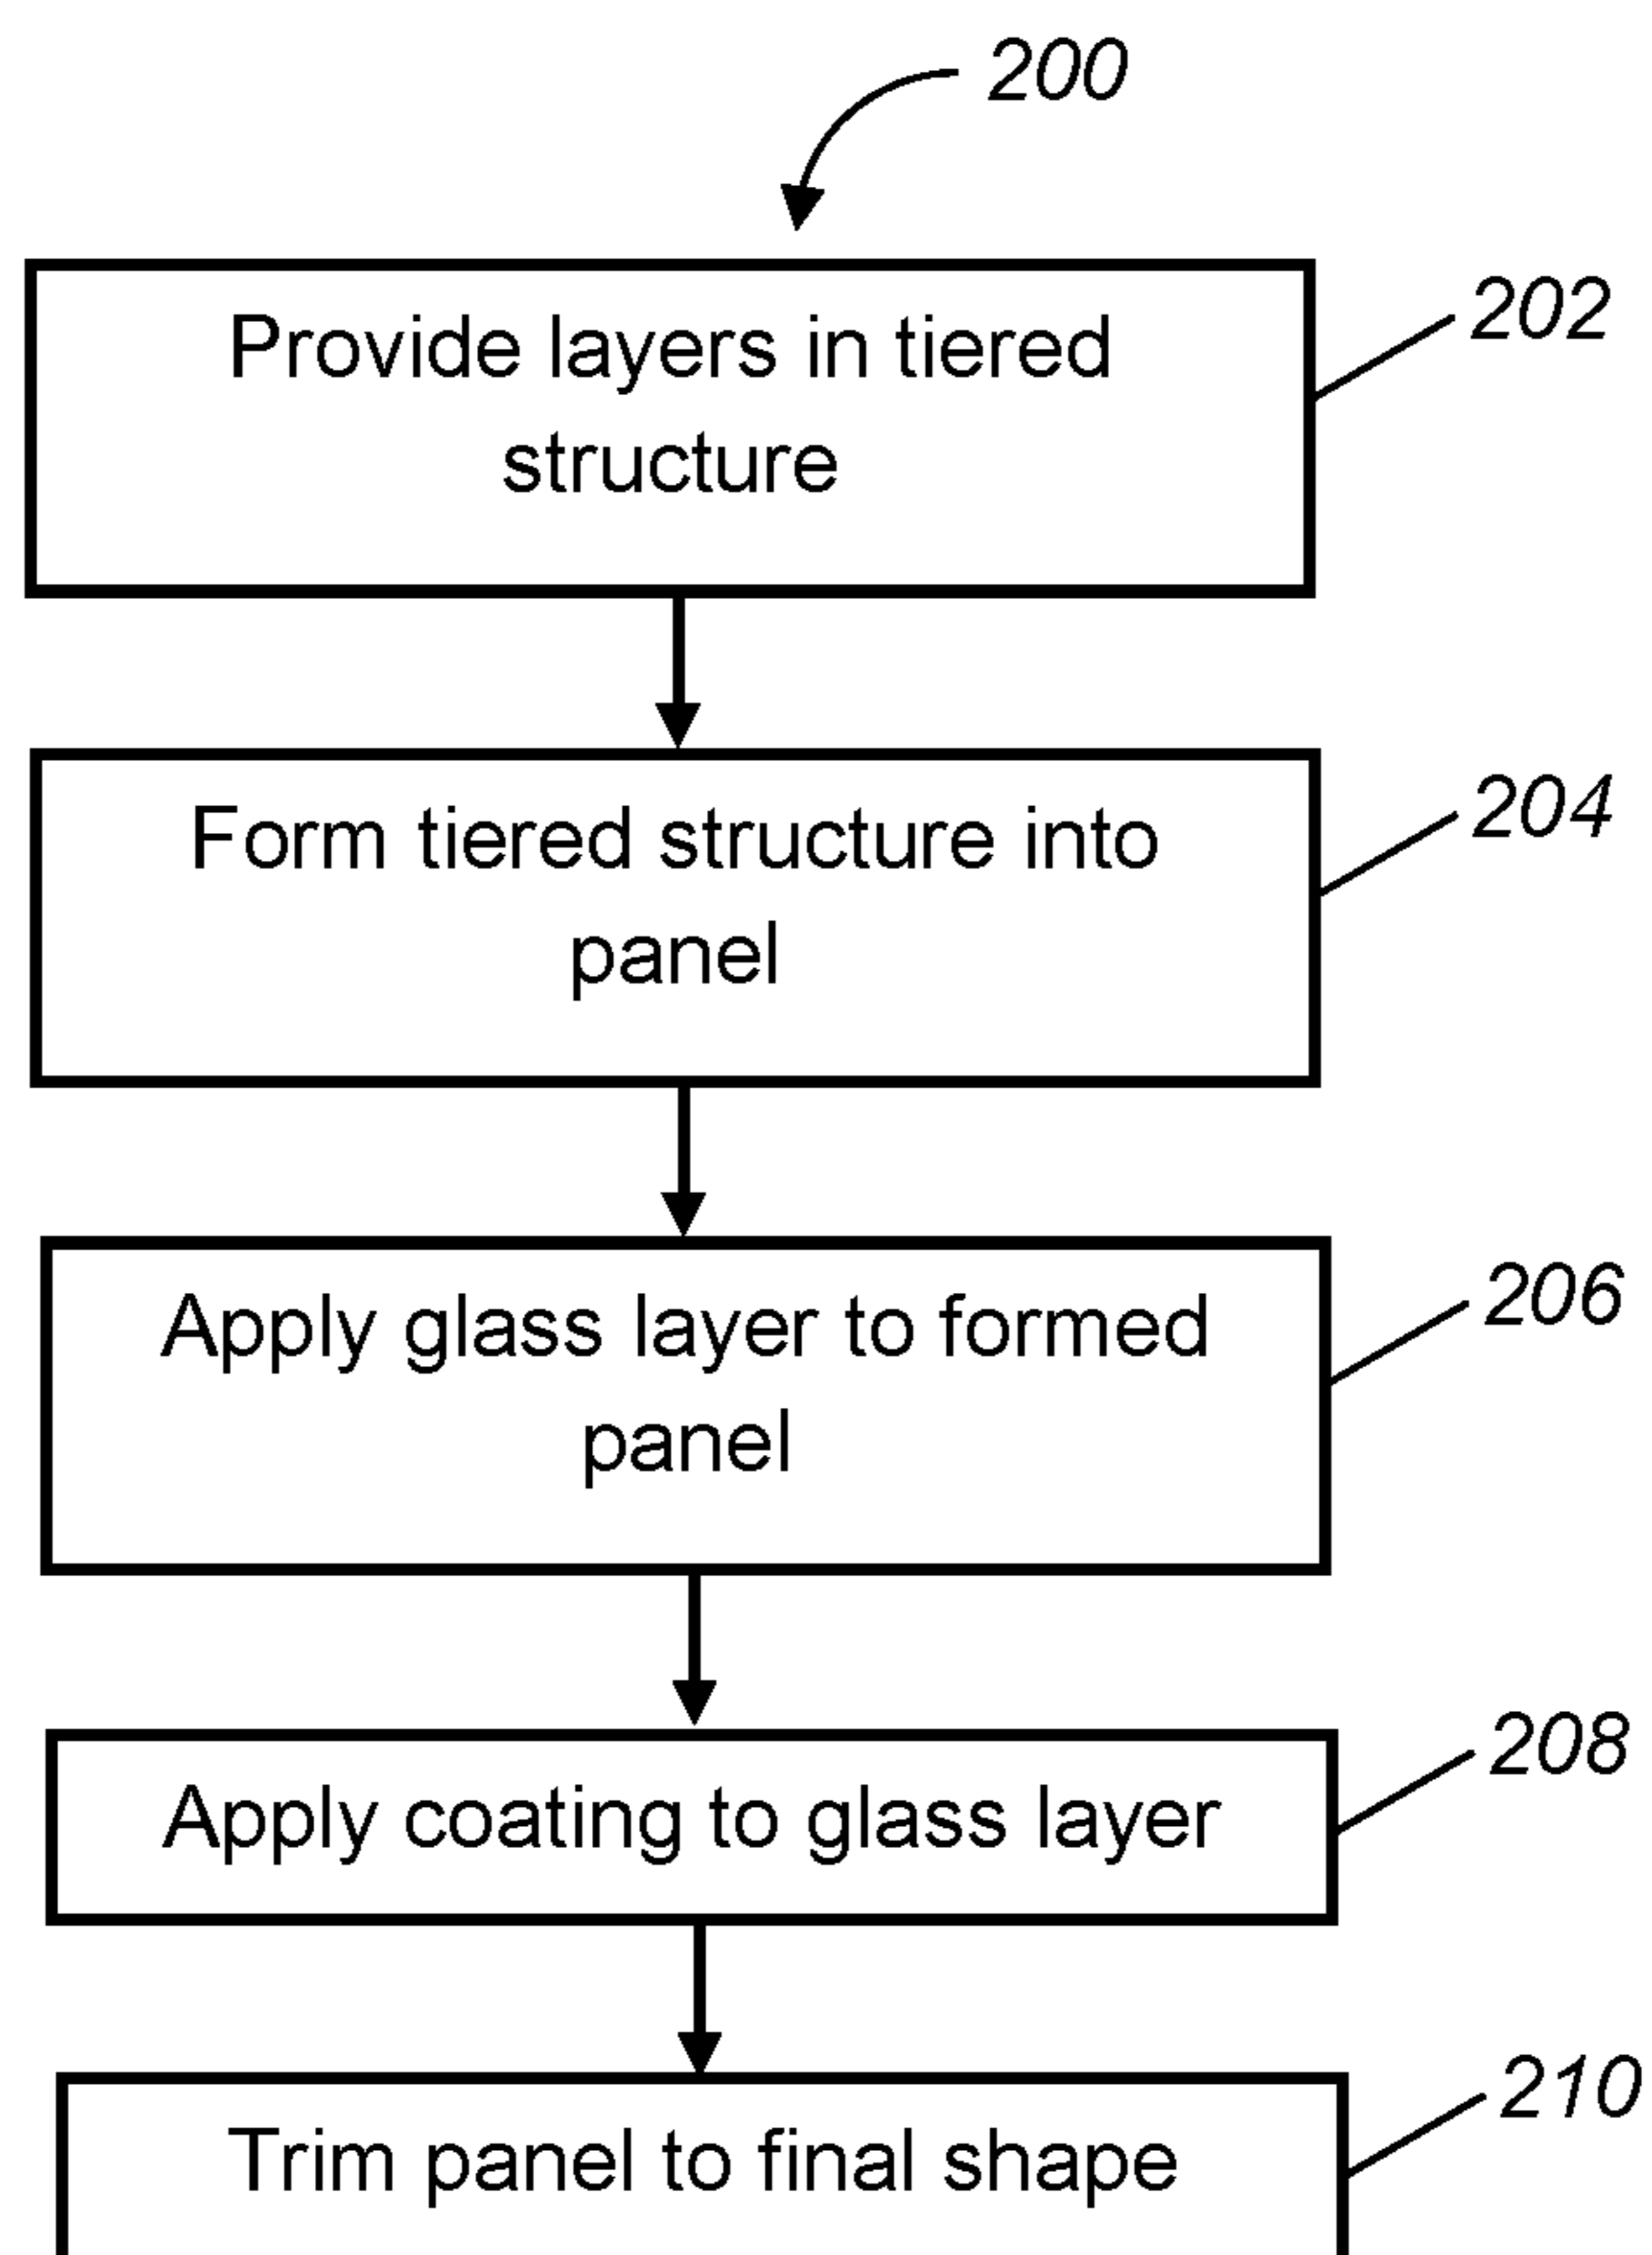 200
Provide layers in tiered
structure
202
Form tiered structure into
panel
204
Apply glass layer to formed
panel
206
Apply coating to glass layer
208
Trim panel to final shape
210